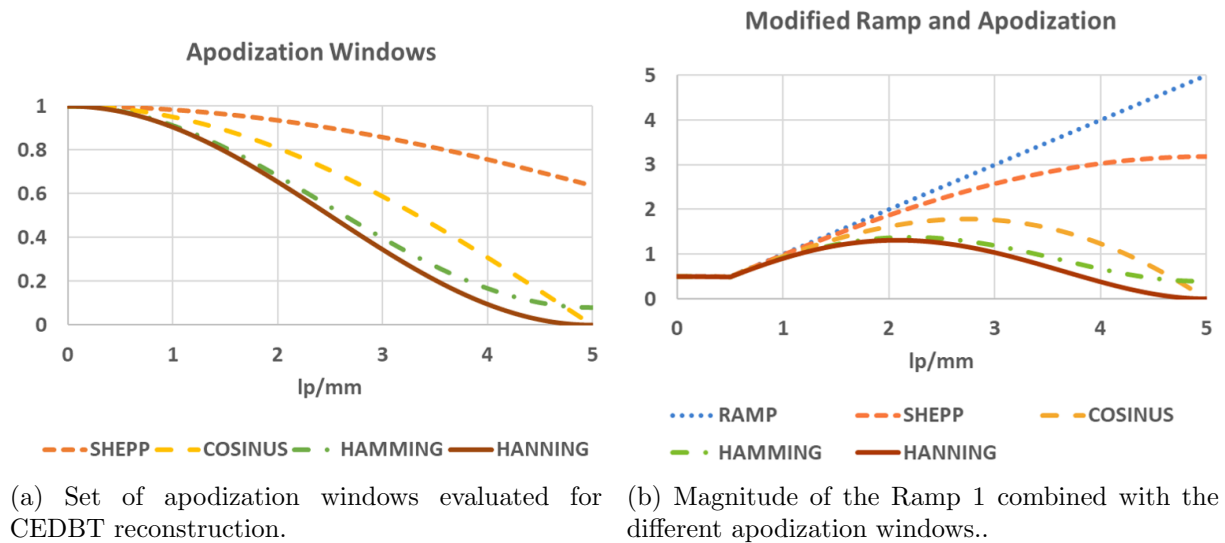 Apodization Windows
1
0.8
0.6
0.4
0.2
0
0 1 2 3 4 5
lp/mm
SHEPP COSINUS HAMMING HANNING
(a) Set of apodization windows evaluated for
CEDBT reconstruction.
Modified Ramp and Apodization
5
4
3
2
1
0
0 1 2 3 4 5
lp/mm
RAMP SHEPP COSINUS
HAMMING HANNING
(b) Magnitude of the Ramp 1 combined with the
different apodization windows..